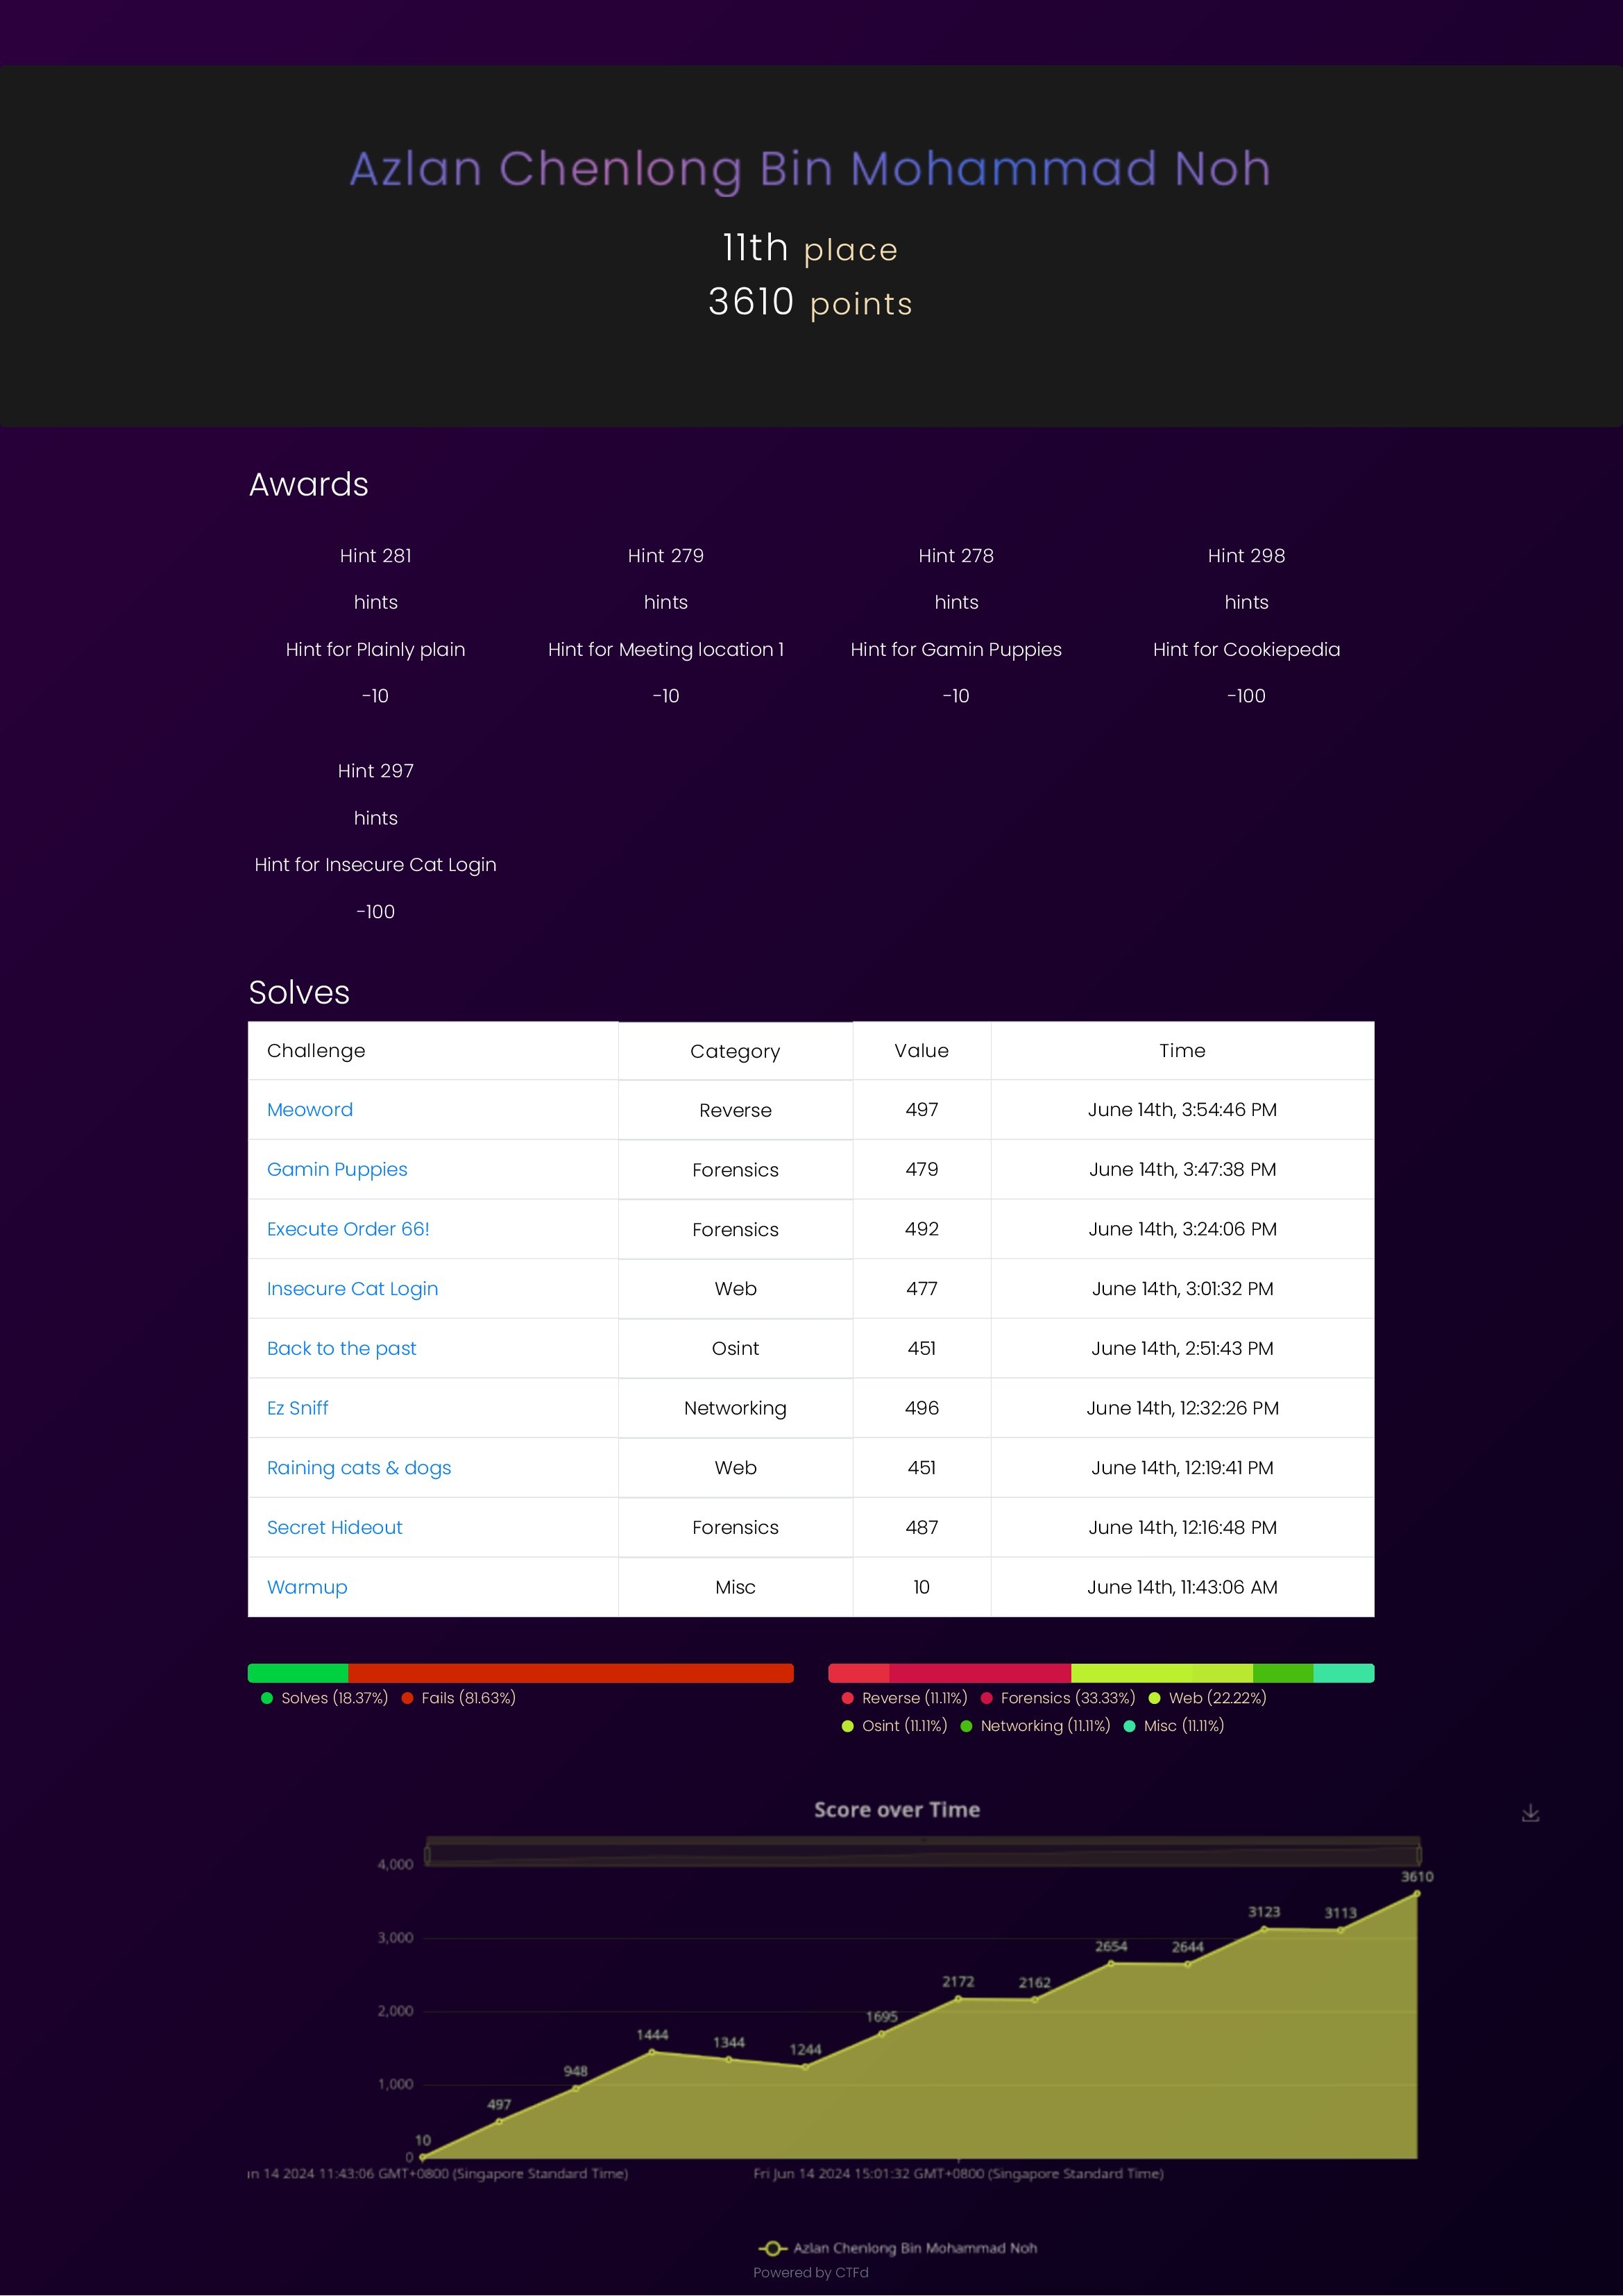 Azlan Chenlong Bin Mohammad Noh
11th place
3610 points
Awards
Hint 281
hints
Hint for Plainly plain
-10
Hint 279
hints
Hint for Meeting location 1
-10
Hint 278
hints
Hint for Gamin Puppies
-10
Hint 298
hints
Hint for Cookiepedia
-100
Hint 297
hints
Hint for Insecure Cat Login
-100
Solves
Challenge Category Value Time
Meoword Reverse 497 June 14th, 3:54:46 PM
Gamin Puppies Forensics 479 June 14th, 3:47:38 PM
Execute Order 66! Forensics 492 June 14th, 3:24:06 PM
Insecure Cat Login Web 477 June 14th, 3:01:32 PM
Back to the past Osint 451 June 14th, 2:51:43 PM
Ez Sniff Networking 496 June 14th, 12:32:26 PM
Raining cats & dogs Web 451 June 14th, 12:19:41 PM
Secret Hideout Forensics 487 June 14th, 12:16:48 PM
Warmup Misc 10 June 14th, 11:43:06 AM
Solves (18.37%) Fails (81.63%)
Reverse (11.11%) Forensics (33.33%) Web (22.22%)
Osint (11.11%) Networking (11.11%) Misc (11.11%)
Score over Time
4,000
3,000
2,000
1,000
0
10
497
948
1444
1344
1244
1695
2172
2162
2654
2644
3123
3113
3610
un 14 2024 11:43:06 GMT+0800 (Singapore Standard Time)
Fri Jun 14 2024 15:01:32 GMT+0800 (Singapore Standard Time)
Azlan Chenlong Bin Mohammad Noh
Powered by CTFd